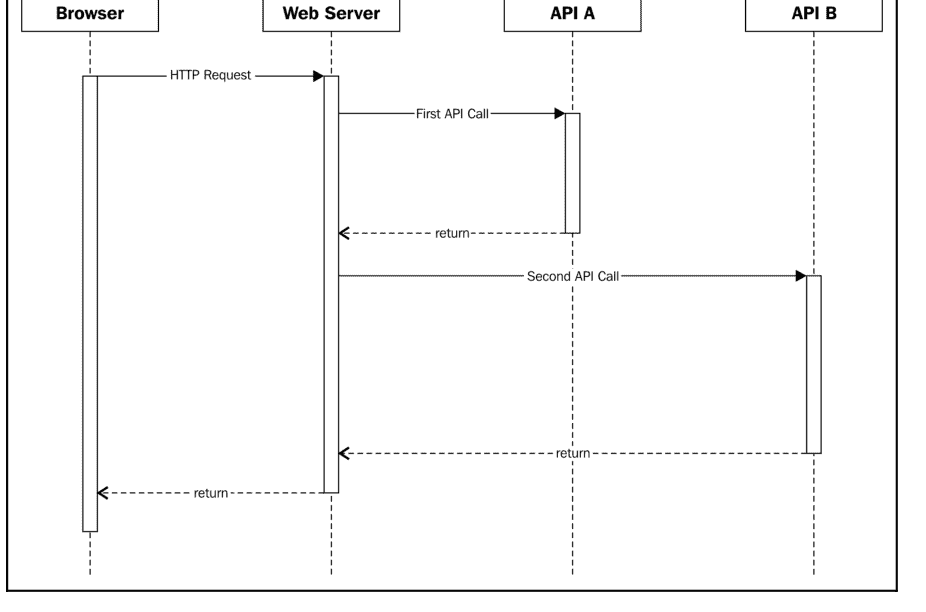 Browser
Web Server
API A
API B
HTTP Request
First API Call
return
Second API Call
return
return